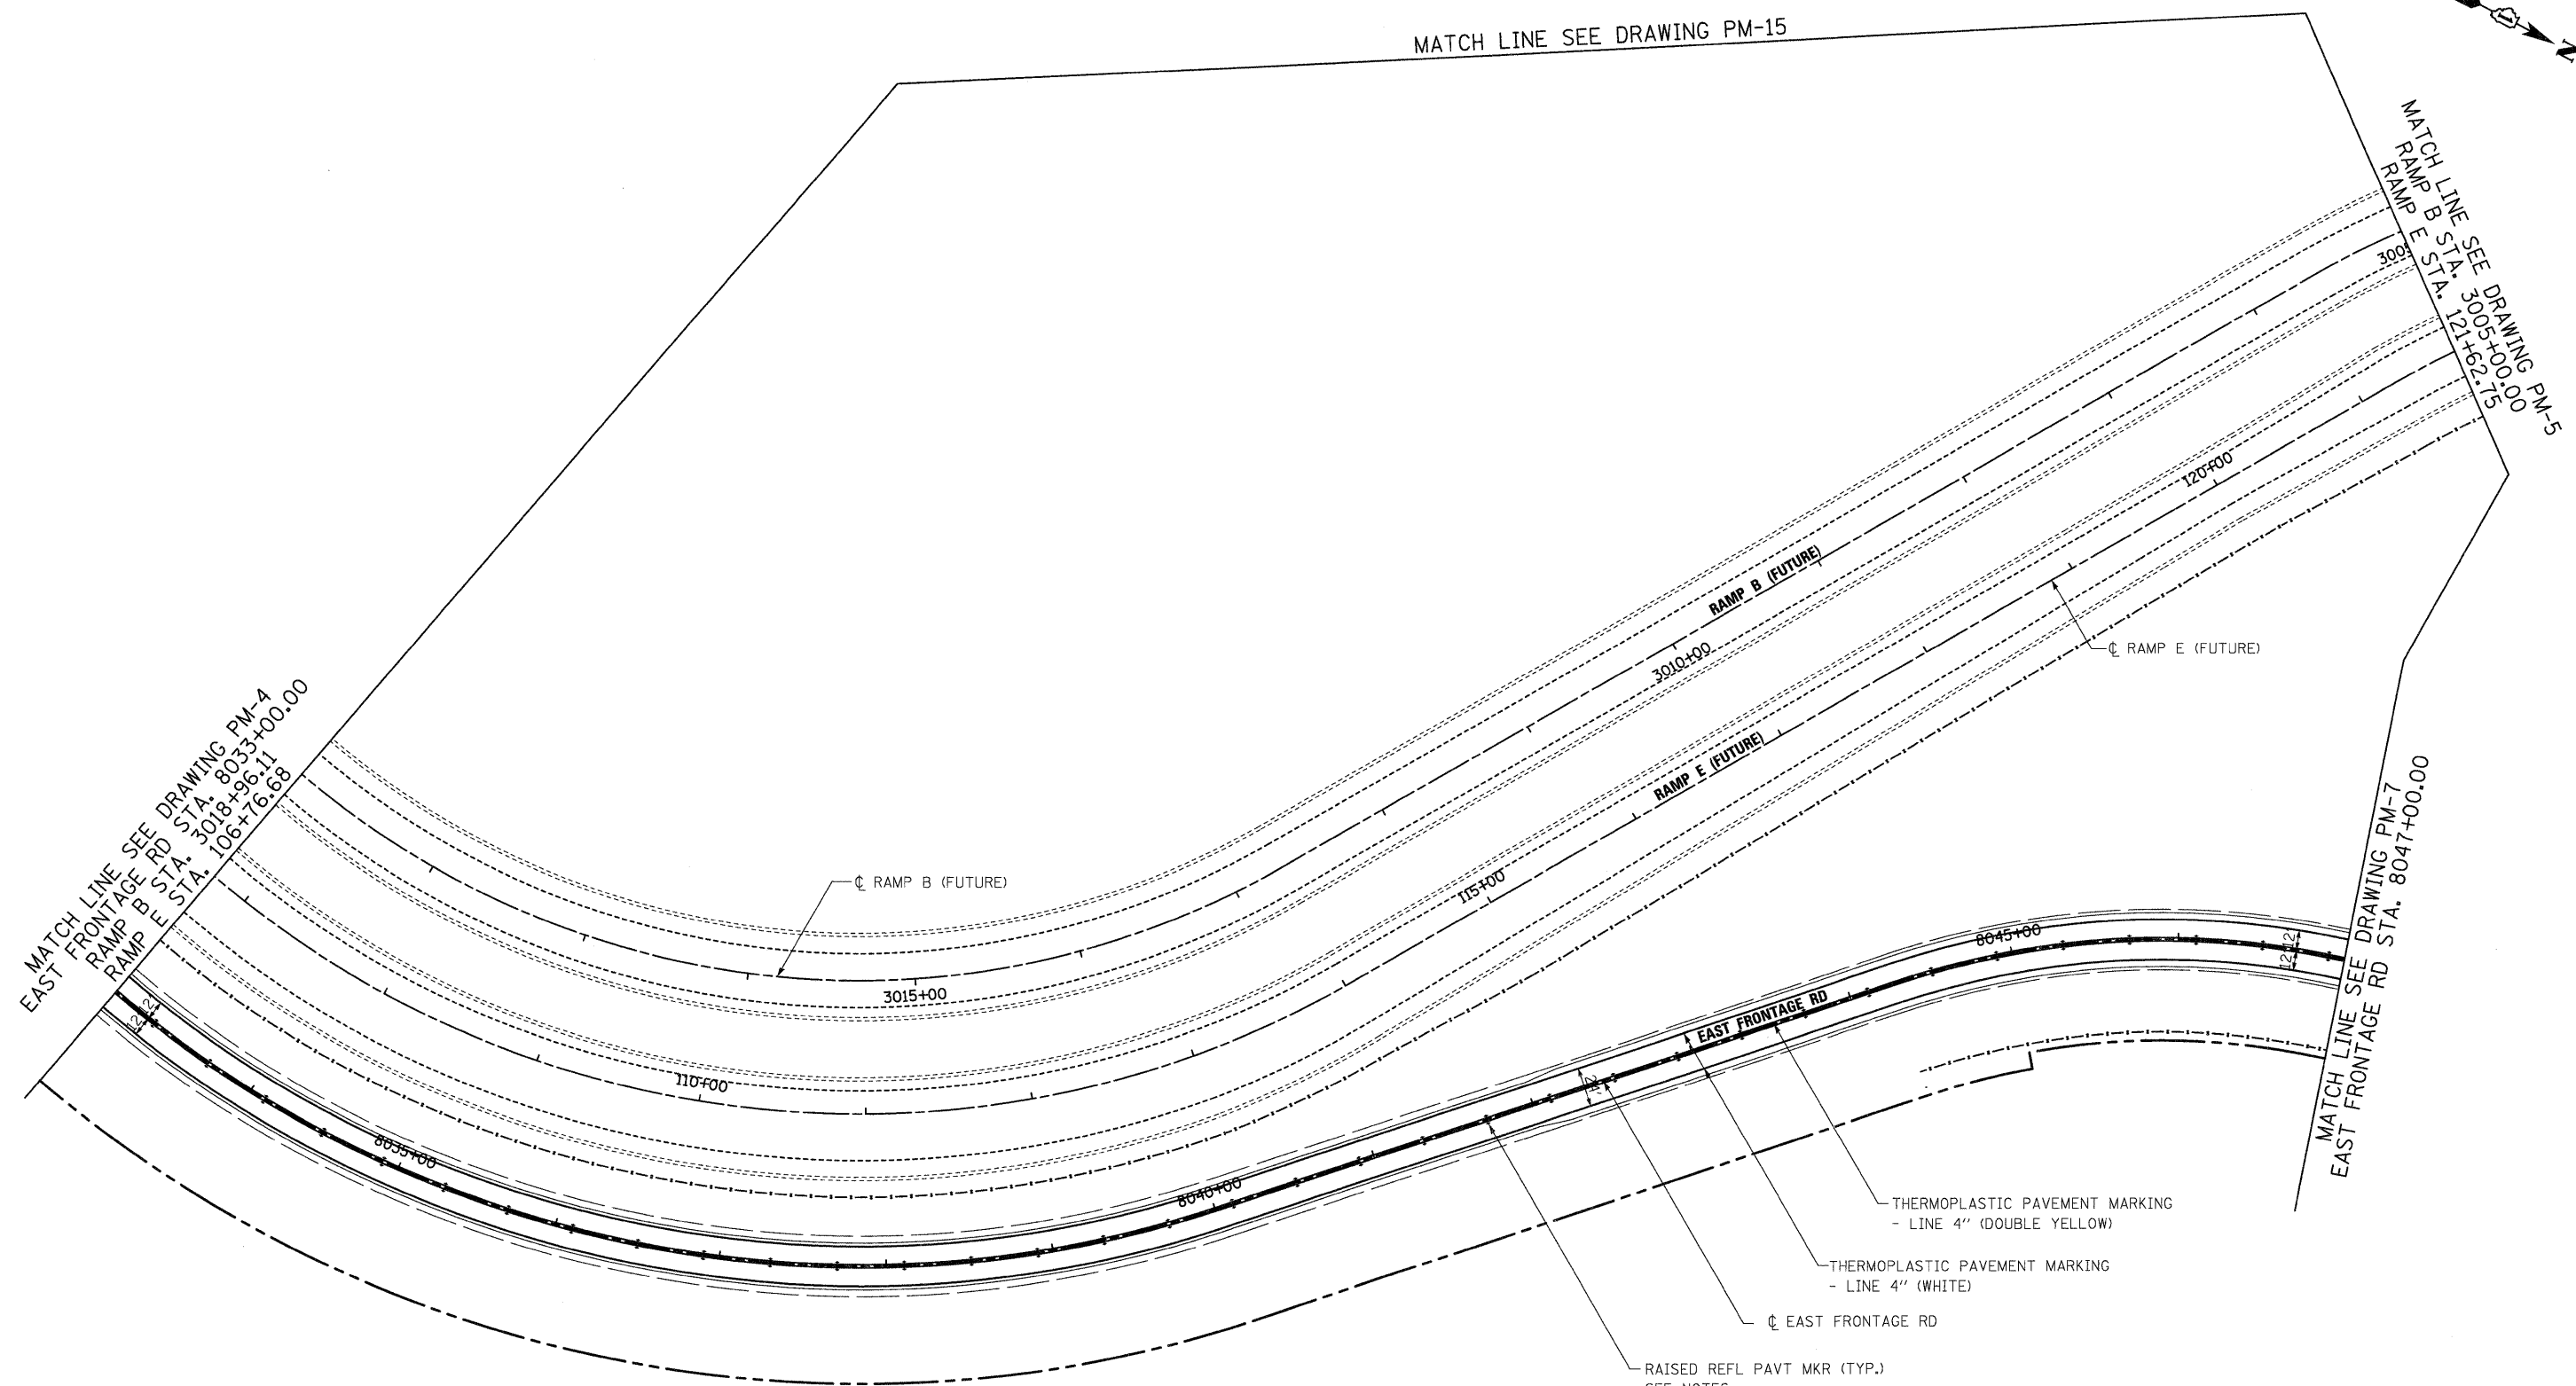 MATCH LINE SEE DRAWING PM-15
N
MATCH LINE SEE DRAWING PM-5
RAMP B STA. 3005+00.00
RAMP E STA. 121+62.75
120+00
RAMP B (FUTURE)
3010+00
℄ RAMP E (FUTURE)
RAMP E (FUTURE)
MATCH LINE SEE DRAWING PM-4
EAST FRONTAGE RD STA. 8033+00.00
RAMP B STA. 3018+96.11
RAMP E STA. 106+76.68
℄ RAMP B (FUTURE)
115+00
3015+00
MATCH LINE SEE DRAWING PM-7
EAST FRONTAGE RD STA. 8047+00.00
8045+00
12
12
12
12
EAST FRONTAGE RD
110+00
8035+00
8040+00
THERMOPLASTIC PAVEMENT MARKING
- LINE 4" (DOUBLE YELLOW)
THERMOPLASTIC PAVEMENT MARKING
- LINE 4" (WHITE)
℄ EAST FRONTAGE RD
RAISED REFL PAVT MKR (TYP.)